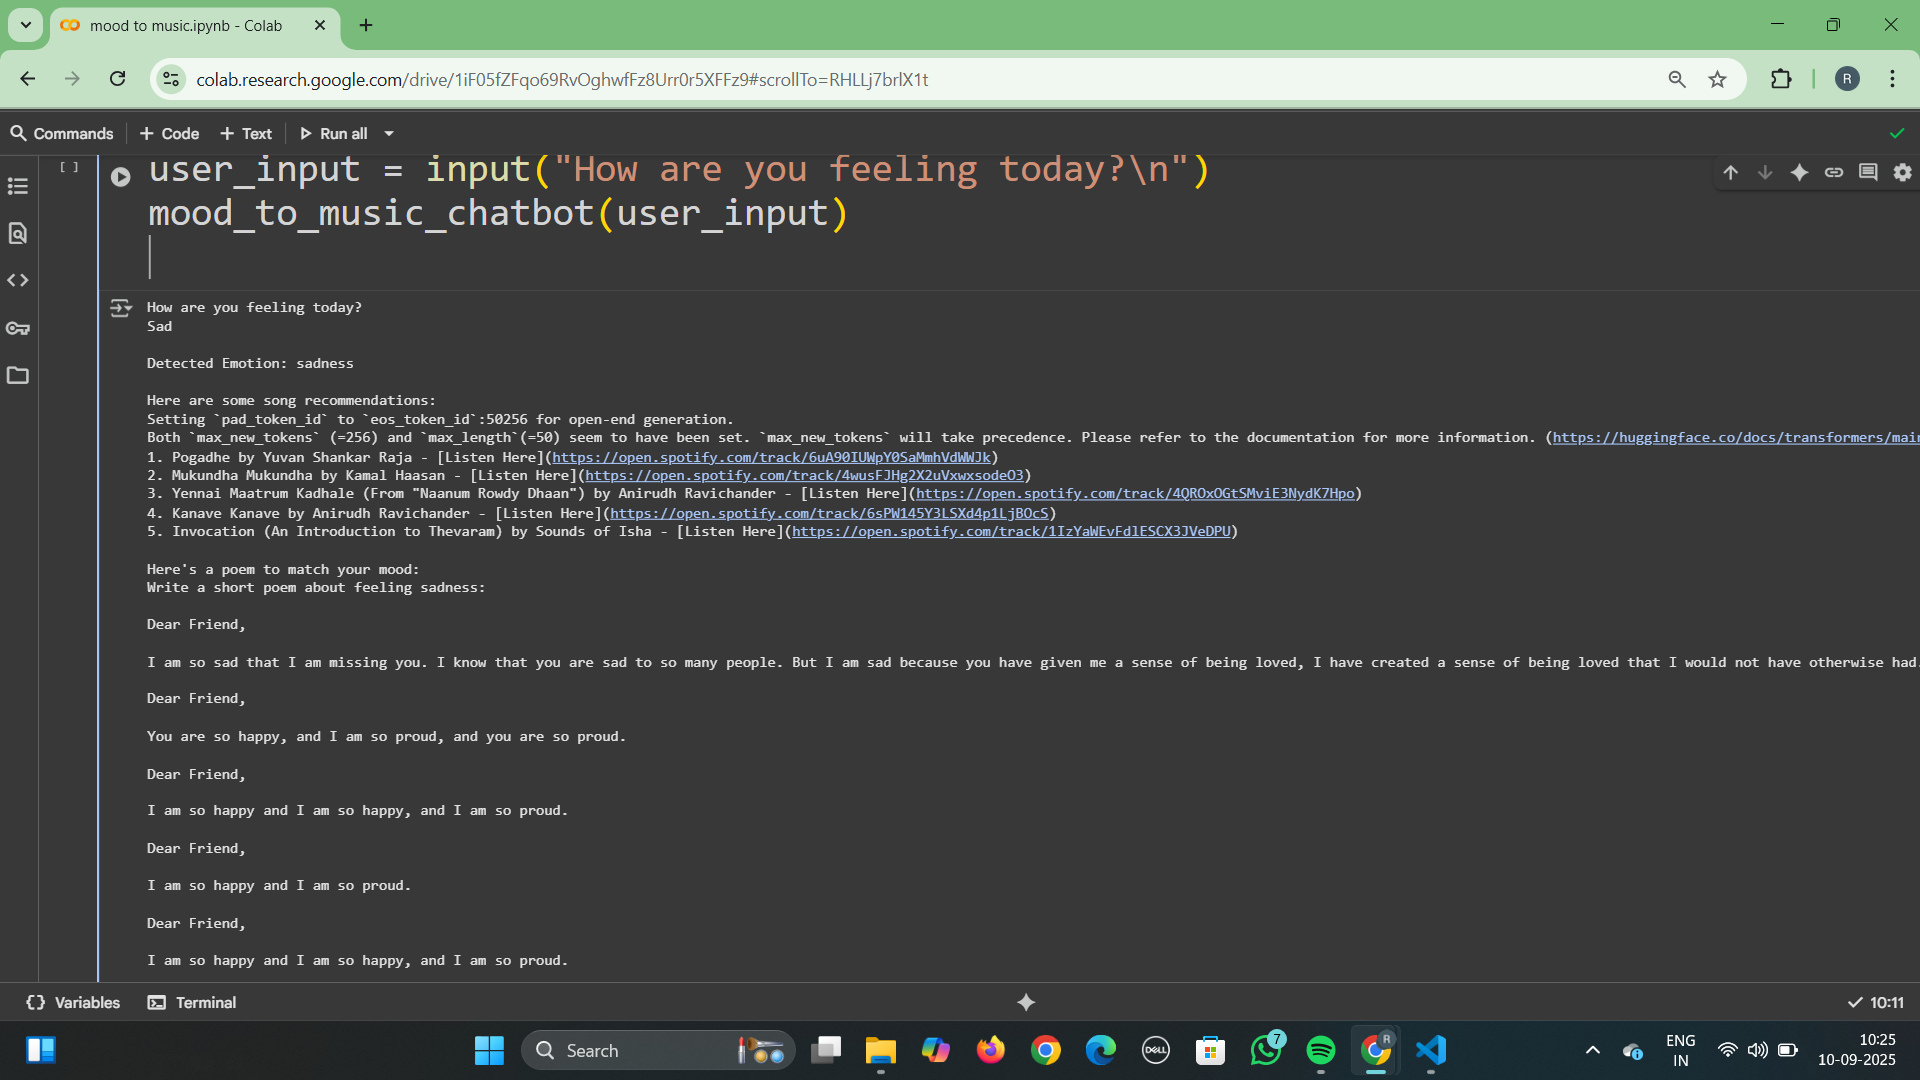 mood to music.ipynb - Colab
colab.research.google.com/drive/1iF05fZFqo69RvOghwfFz8Urr0r5XFFz9#scrollTo=RHLLj7brlX1t
R
Commands + Code + Text Run all
[ ]
user_input = input("How are you feeling today?\n")
mood_to_music_chatbot(user_input)
How are you feeling today?
Sad
Detected Emotion: sadness
Here are some song recommendations:
Setting `pad_token_id` to `eos_token_id`:50256 for open-end generation.
Both `max_new_tokens` (=256) and `max_length`(=50) seem to have been set. `max_new_tokens` will take precedence. Please refer to the documentation for more information. (https://huggingface.co/docs/transformers/mai
1. Pogadhe by Yuvan Shankar Raja - [Listen Here](https://open.spotify.com/track/6uA90IUWpY0SaMmhVdWWJk)
2. Mukundha Mukundha by Kamal Haasan - [Listen Here](https://open.spotify.com/track/4wusFJHg2X2uVxwxsodeO3)
3. Yennai Maatrum Kadhale (From "Naanum Rowdy Dhaan") by Anirudh Ravichander - [Listen Here](https://open.spotify.com/track/4QROxOGtSMviE3NydK7Hpo)
4. Kanave Kanave by Anirudh Ravichander - [Listen Here](https://open.spotify.com/track/6sPW145Y3LSXd4p1LjBOcS)
5. Invocation (An Introduction to Thevaram) by Sounds of Isha - [Listen Here](https://open.spotify.com/track/1IzYaWEvFdlESCX3JVeDPU)
Here's a poem to match your mood:
Write a short poem about feeling sadness:
Dear Friend,
I am so sad that I am missing you. I know that you are sad to so many people. But I am sad because you have given me a sense of being loved, I have created a sense of being loved that I would not have otherwise had.
Dear Friend,
You are so happy, and I am so proud, and you are so proud.
Dear Friend,
I am so happy and I am so happy, and I am so proud.
Dear Friend,
I am so happy and I am so proud.
Dear Friend,
I am so happy and I am so happy, and I am so proud.
{} Variables Terminal
10:11
Search
DELL
7
R
ENG
IN
10:25
10-09-2025